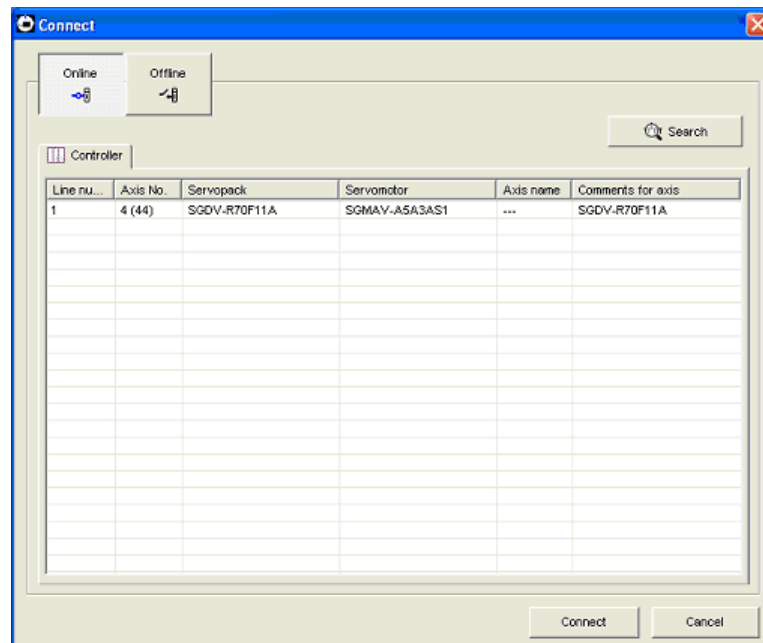 Connect
Online Offline
Search
Controller
Line nu... Axis No. Servopack Servomotor Axis name Comments for axis
1 4 (44) SGDV-R70F11A SGMAV-A5A3AS1 --- SGDV-R70F11A
Connect Cancel